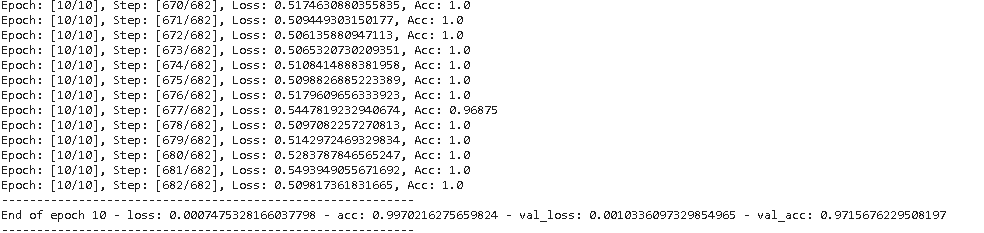 Epoch: [10/10], Step: [670/682], Loss: 0.5174630880355835, Acc: 1.0
Epoch: [10/10], Step: [671/682], Loss: 0.509449303150177, Acc: 1.0
Epoch: [10/10], Step: [672/682], Loss: 0.506135880947113, Acc: 1.0
Epoch: [10/10], Step: [673/682], Loss: 0.5065320730209351, Acc: 1.0
Epoch: [10/10], Step: [674/682], Loss: 0.5108414888381958, Acc: 1.0
Epoch: [10/10], Step: [675/682], Loss: 0.5098826885223389, Acc: 1.0
Epoch: [10/10], Step: [676/682], Loss: 0.5179609656333923, Acc: 1.0
Epoch: [10/10], Step: [677/682], Loss: 0.5447819232940674, Acc: 0.96875
Epoch: [10/10], Step: [678/682], Loss: 0.5097082257270813, Acc: 1.0
Epoch: [10/10], Step: [679/682], Loss: 0.5142972469329834, Acc: 1.0
Epoch: [10/10], Step: [680/682], Loss: 0.5283787846565247, Acc: 1.0
Epoch: [10/10], Step: [681/682], Loss: 0.5493949055671692, Acc: 1.0
Epoch: [10/10], Step: [682/682], Loss: 0.509817361831665, Acc: 1.0
-------------------------------------------------------
End of epoch 10 - loss: 0.0007475328166037798 - acc: 0.9970216275659824 - val_loss: 0.0010336097329854965 - val_acc: 0.9715676229508197
-------------------------------------------------------